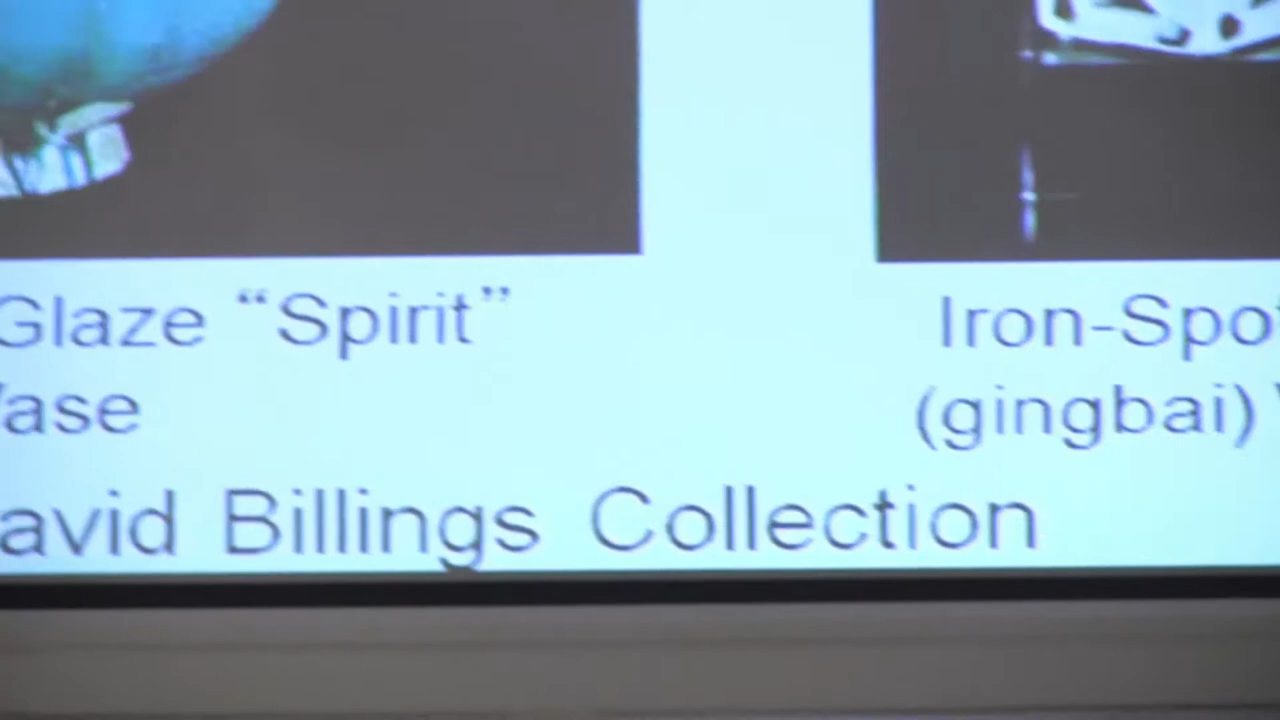 Glaze “Spirit”
ase
avid Billings Collection
Iron-Spo
(gingbai)